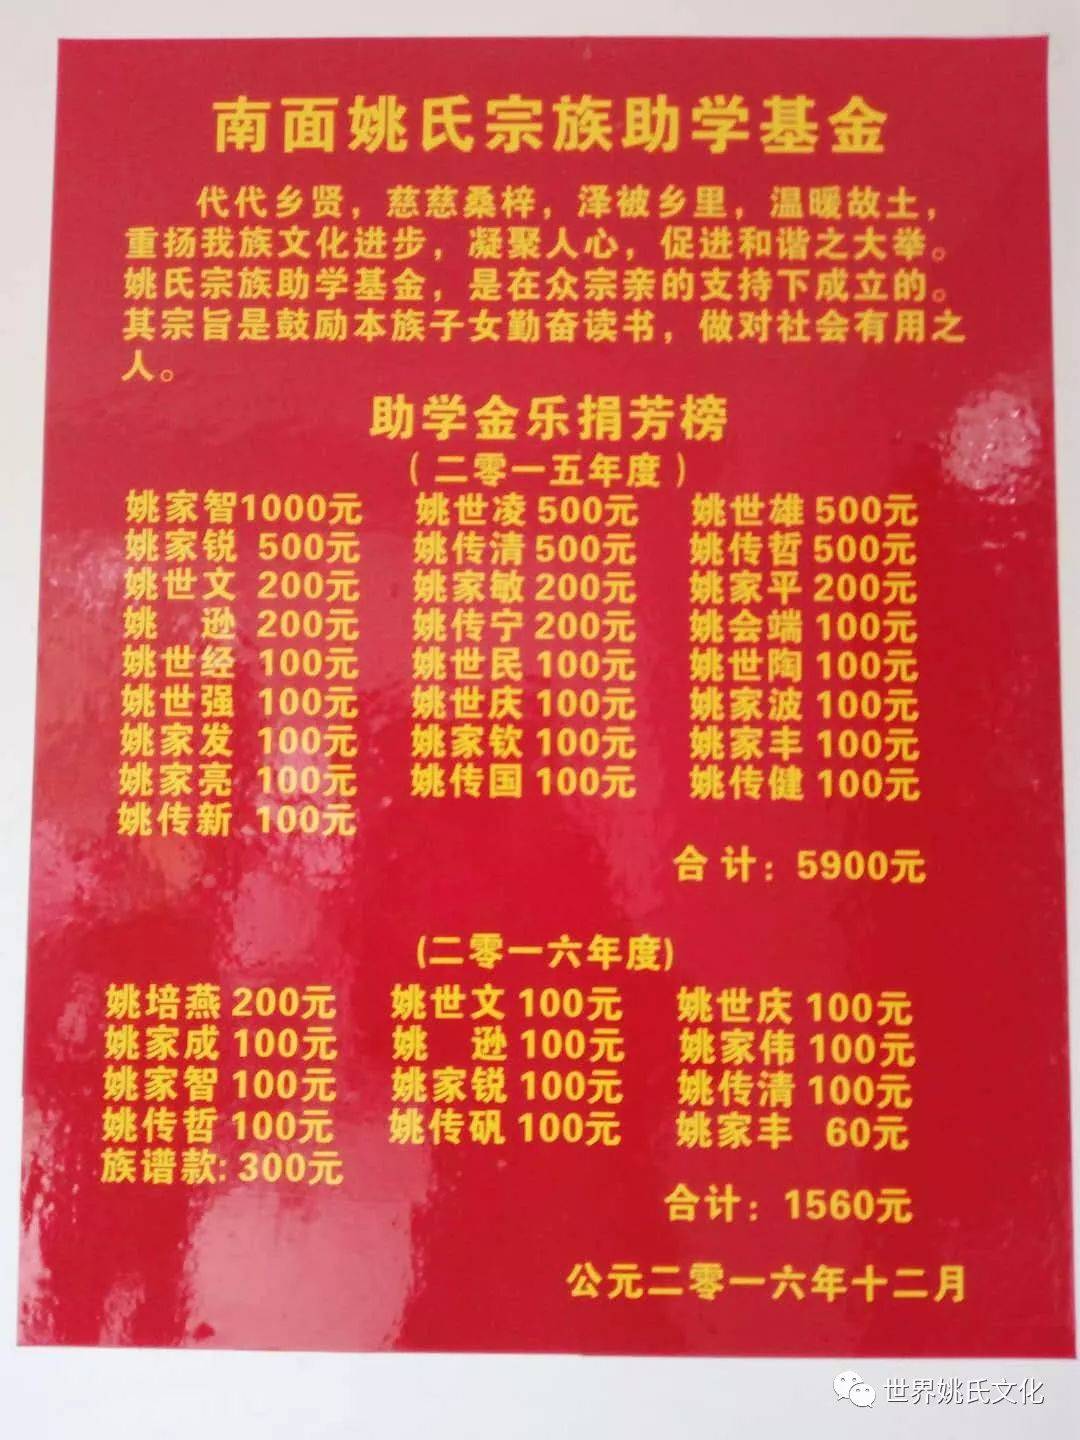 南面姚氏宗族助学基金
代代乡贤，慈慈桑梓，泽被乡里，温暖故土，
重扬我族文化进步，凝聚人心，促进和谐之大举。
姚氏宗族助学基金，是在众宗亲的支持下成立的。
其宗旨是鼓励本族子女勤奋读书，做对社会有用之
人。
助学金乐捐芳榜
（二零一五年度）
姚家智1000元 姚世凌 500元 姚世雄 500元
姚家锐 500元 姚传清 500元 姚传哲 500元
姚世文 200元 姚家敏 200元 姚家平 200元
姚 逊 200元 姚传宁 200元 姚会端 100元
姚世经 100元 姚世民 100元 姚世陶 100元
姚世强 100元 姚世庆 100元 姚家波 100元
姚家发 100元 姚家钦 100元 姚家丰 100元
姚家亮 100元 姚传国 100元 姚传健 100元
姚传新 100元
合计：5900元
(二零一六年度)
姚培燕 200元 姚世文 100元 姚世庆 100元
姚家成 100元 姚 逊 100元 姚家伟 100元
姚家智 100元 姚家锐 100元 姚传清 100元
姚传哲 100元 姚传矾 100元 姚家丰 60元
族谱款: 300元
合计：1560元
公元二零一六年十二月
世界姚氏文化